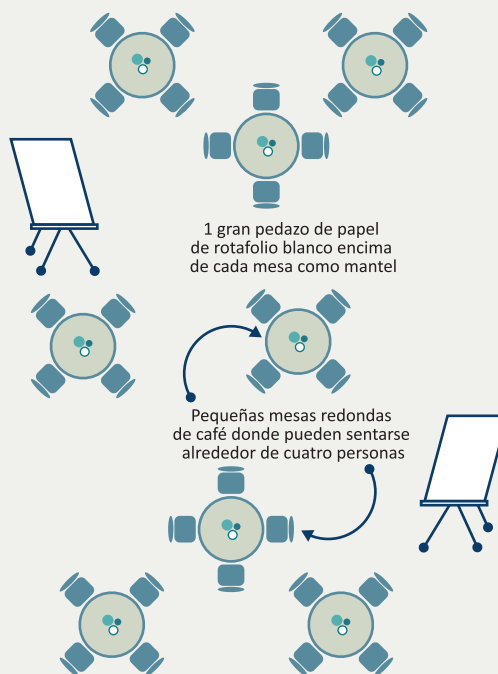 1 gran pedazo de papel
de rotafolio blanco encima
de cada mesa como mantel
Pequeñas mesas redondas
de café donde pueden sentarse
alrededor de cuatro personas